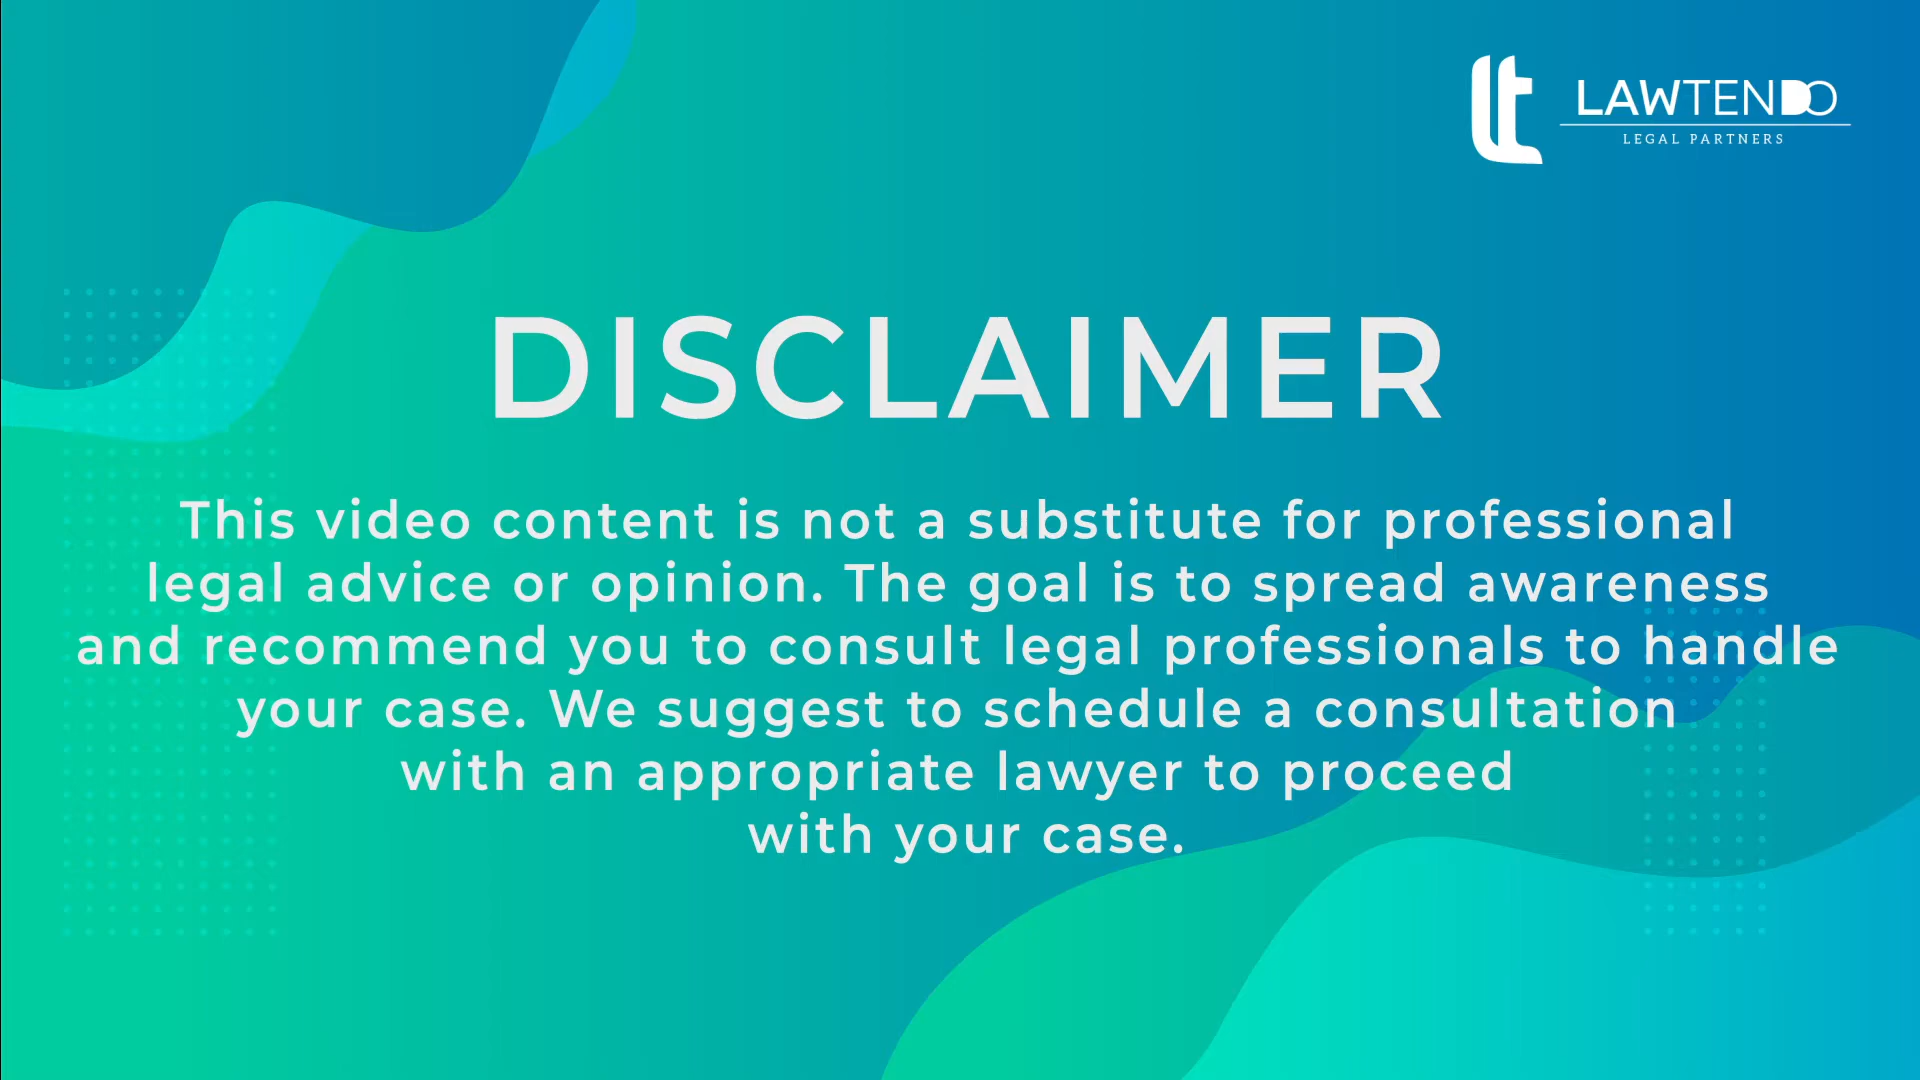 lt
LAWTENDO
LEGAL PARTNERS
DISCLAIMER
This video content is not a substitute for professional
legal advice or opinion. The goal is to spread awareness
and recommend you to consult legal professionals to handle
your case. We suggest to schedule a consultation
with an appropriate lawyer to proceed
with your case.